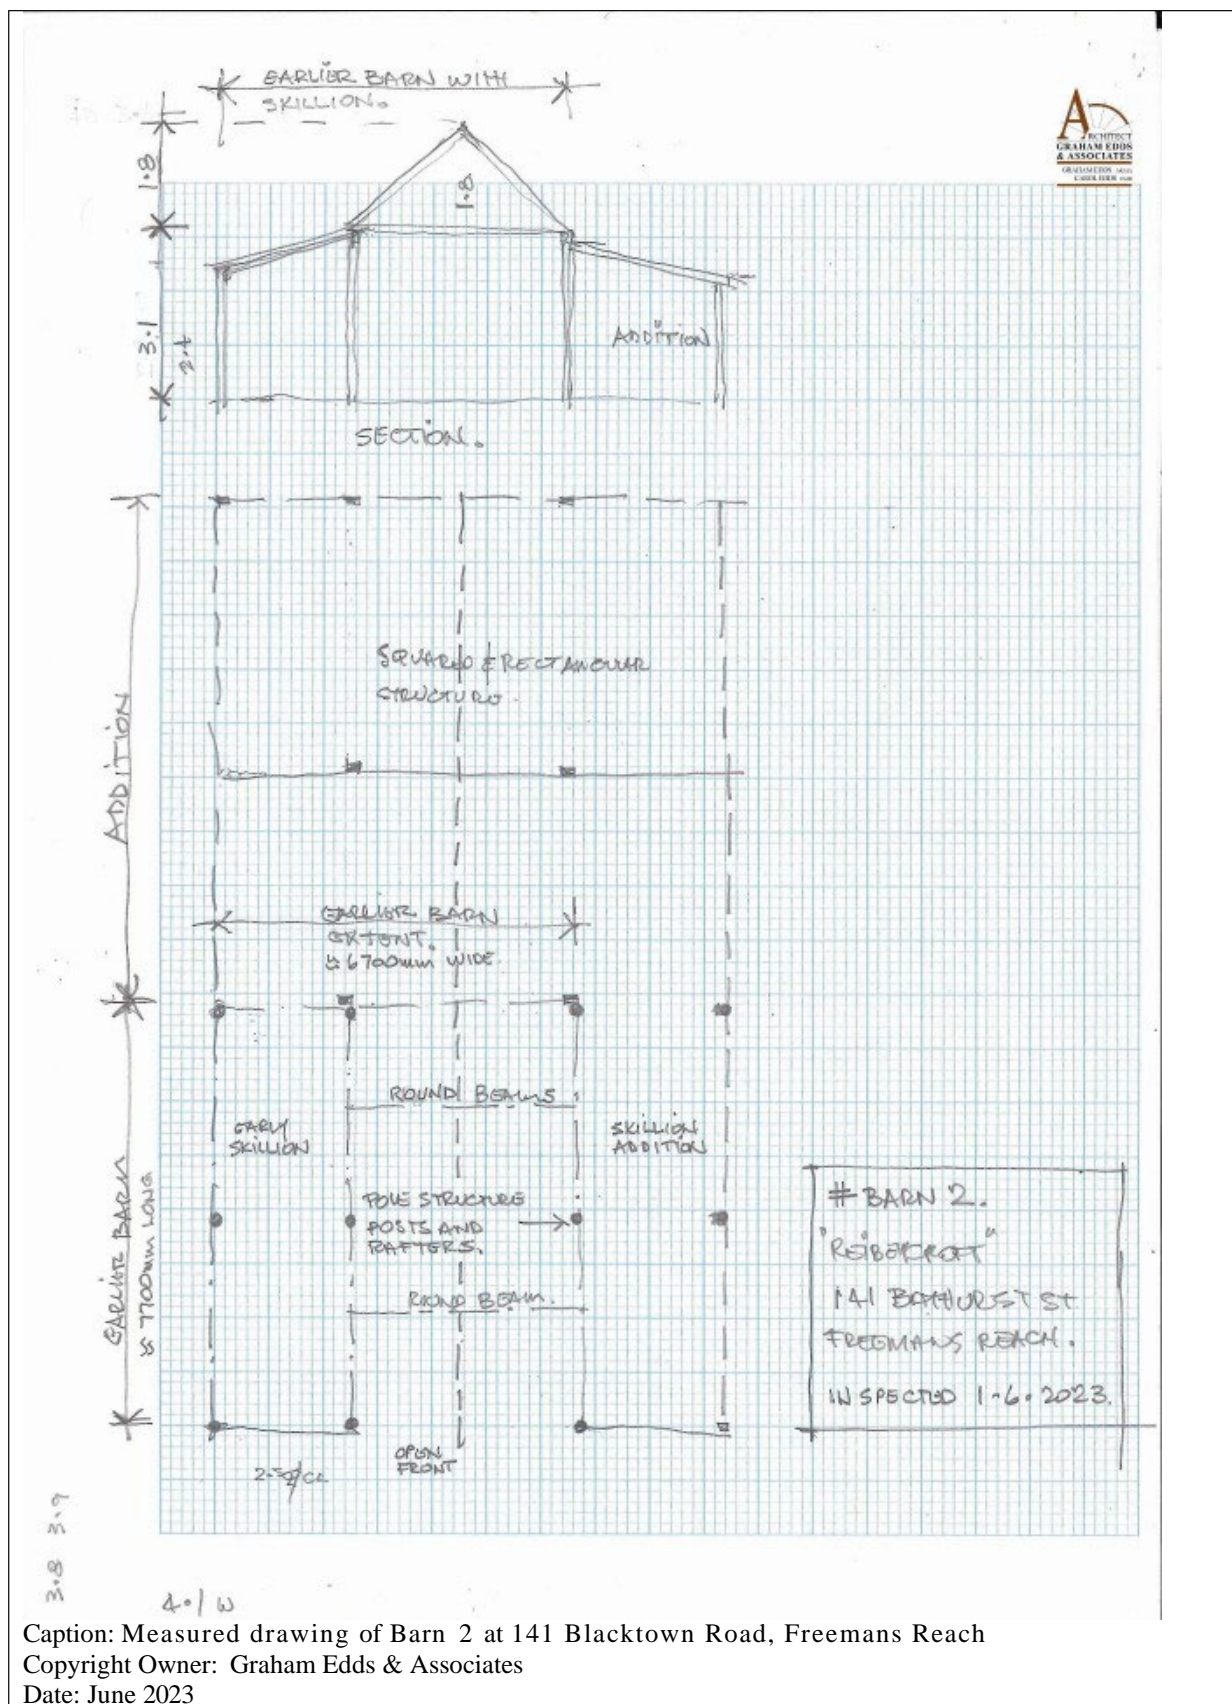 EARLIER BARN WITH
SKILLION.
A
ARCHITECT
GRAHAM EDDS
& ASSOCIATES
1.8
1.8
3.1
2.4
ADDITION
SECTION.
ADDITION
SQUARED & RECTANGULAR
STRUCTURE.
EARLIER BARN
EXTENT.
≈ 6700mm WIDE.
ROUND BEAMS
EARLY
SKILLION
SKILLION
ADDITION
POLE STRUCTURE
POSTS AND
RAFTERS.
EARLIER BARN
≈ 7700mm LONG
ROUND BEAM.
OPEN
FRONT
# BARN 2.
"REIBERCROFT"
141 BATHURST ST
FREEMANS REACH.
INSPECTED 1-6-2023.
3.8 3.9
4.1 W
Caption: Measured drawing of Barn 2 at 141 Blacktown Road, Freemans Reach
Copyright Owner: Graham Edds & Associates
Date: June 2023